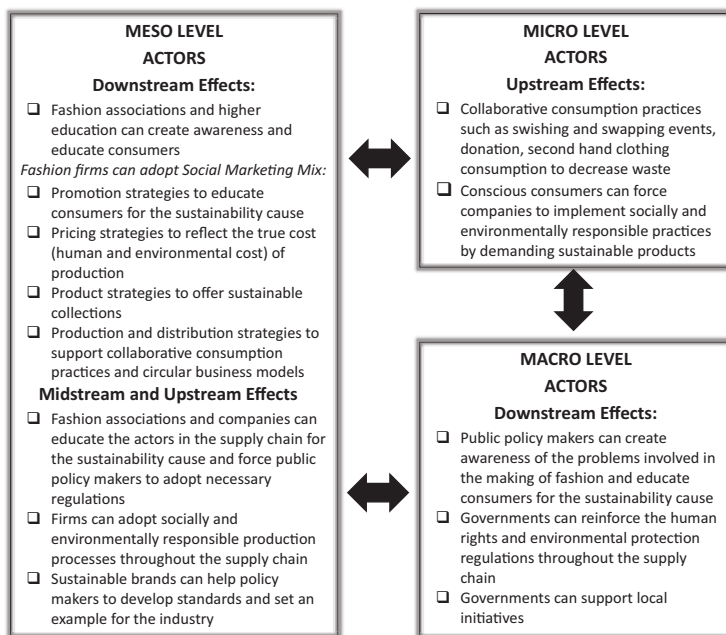 MESO LEVEL
ACTORS
Downstream Effects:
❑ Fashion associations and higher
education can create awareness and
educate consumers
Fashion firms can adopt Social Marketing Mix:
❑ Promotion strategies to educate
consumers for the sustainability cause
❑ Pricing strategies to reflect the true cost
(human and environmental cost) of
production
❑ Product strategies to offer sustainable
collections
❑ Production and distribution strategies to
support collaborative consumption
practices and circular business models
Midstream and Upstream Effects
❑ Fashion associations and companies can
educate the actors in the supply chain for
the sustainability cause and force public
policy makers to adopt necessary
regulations
❑ Firms can adopt socially and
environmentally responsible production
processes throughout the supply chain
❑ Sustainable brands can help policy
makers to develop standards and set an
example for the industry
MICRO LEVEL
ACTORS
Upstream Effects:
❑ Collaborative consumption practices
such as swishing and swapping events,
donation, second hand clothing
consumption to decrease waste
❑ Conscious consumers can force
companies to implement socially and
environmentally responsible practices
by demanding sustainable products
MACRO LEVEL
ACTORS
Downstream Effects:
❑ Public policy makers can create
awareness of the problems involved in
the making of fashion and educate
consumers for the sustainability cause
❑ Governments can reinforce the human
rights and environmental protection
regulations throughout the supply
chain
❑ Governments can support local
initiatives